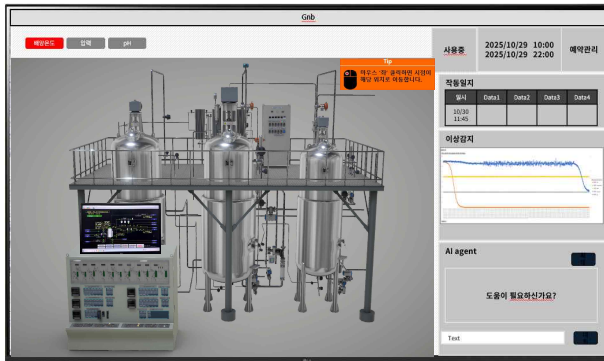 Gnb
배양온도
압력
pH
Tip
마우스 '좌' 클릭하면 시점이
해당 위치로 이동합니다.
사용중
2025/10/29 10:00
2025/10/29 22:00
예약관리
작동일지
일시 Data1 Data2 Data3 Data4
10/30
11:45
이상감지
AI agent
도움이 필요하신가요?
Text